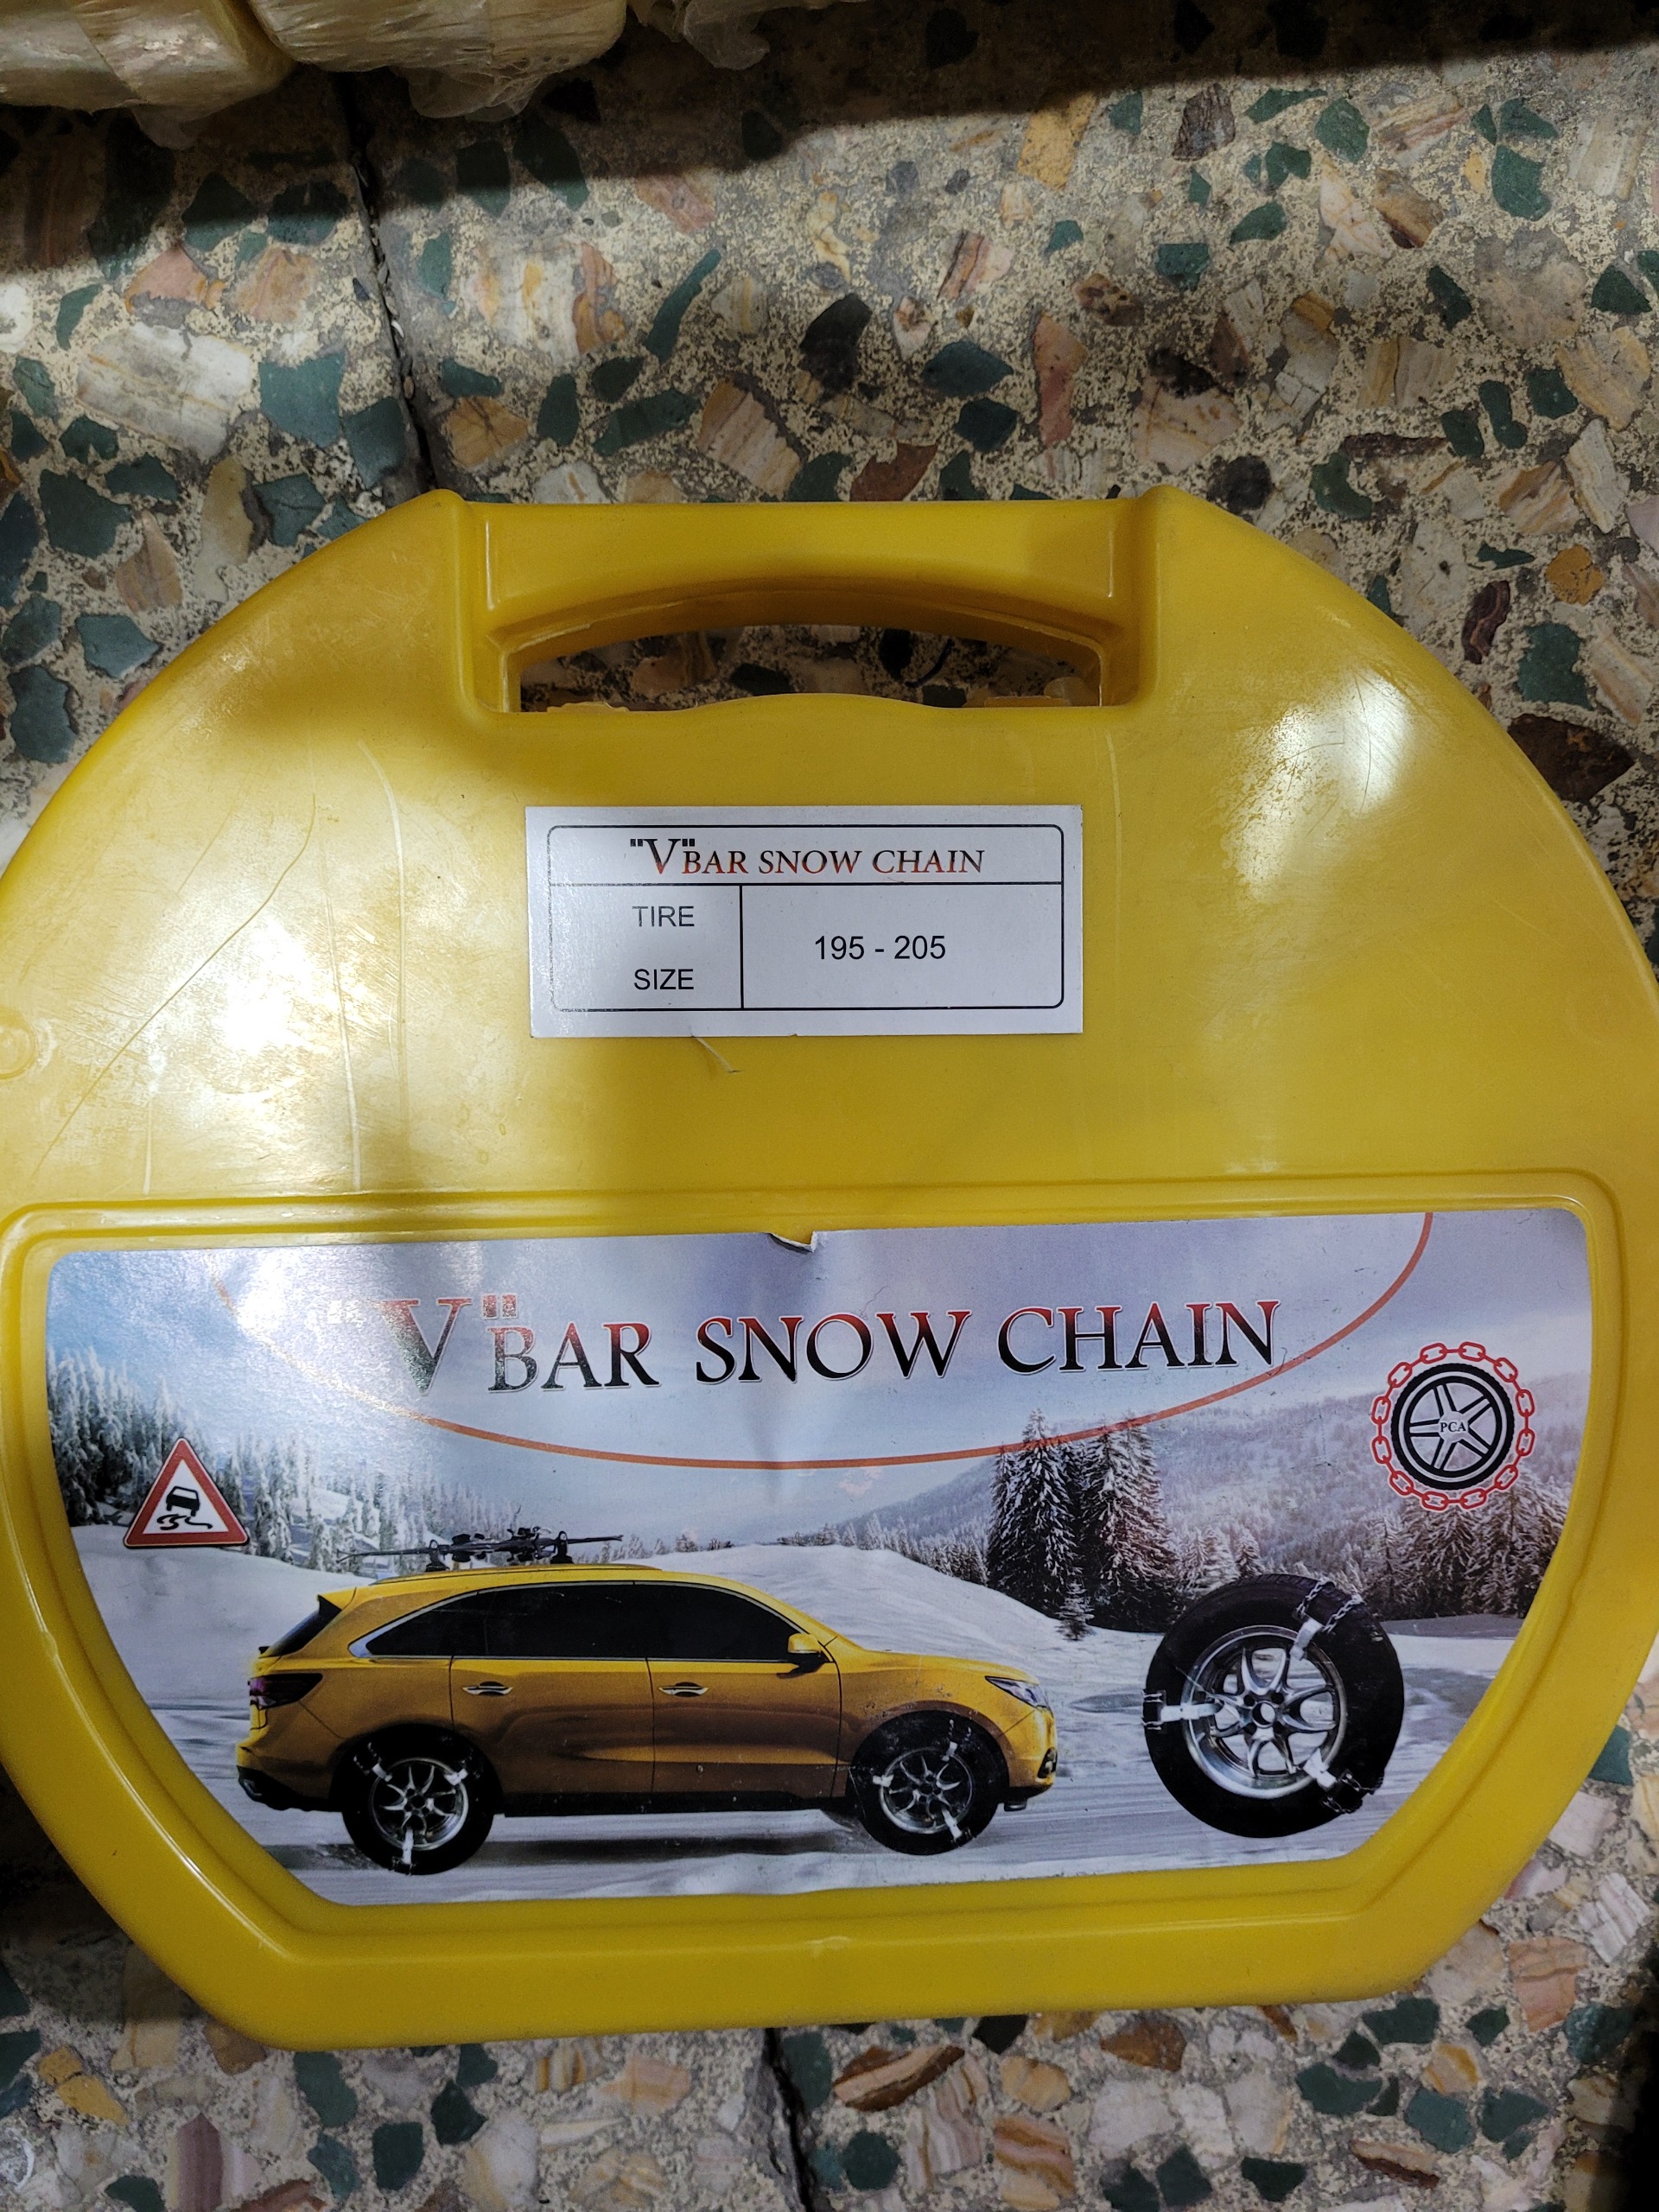 "V"BAR SNOW CHAIN
TIRE
SIZE
195 - 205
"V"BAR SNOW CHAIN
PCA